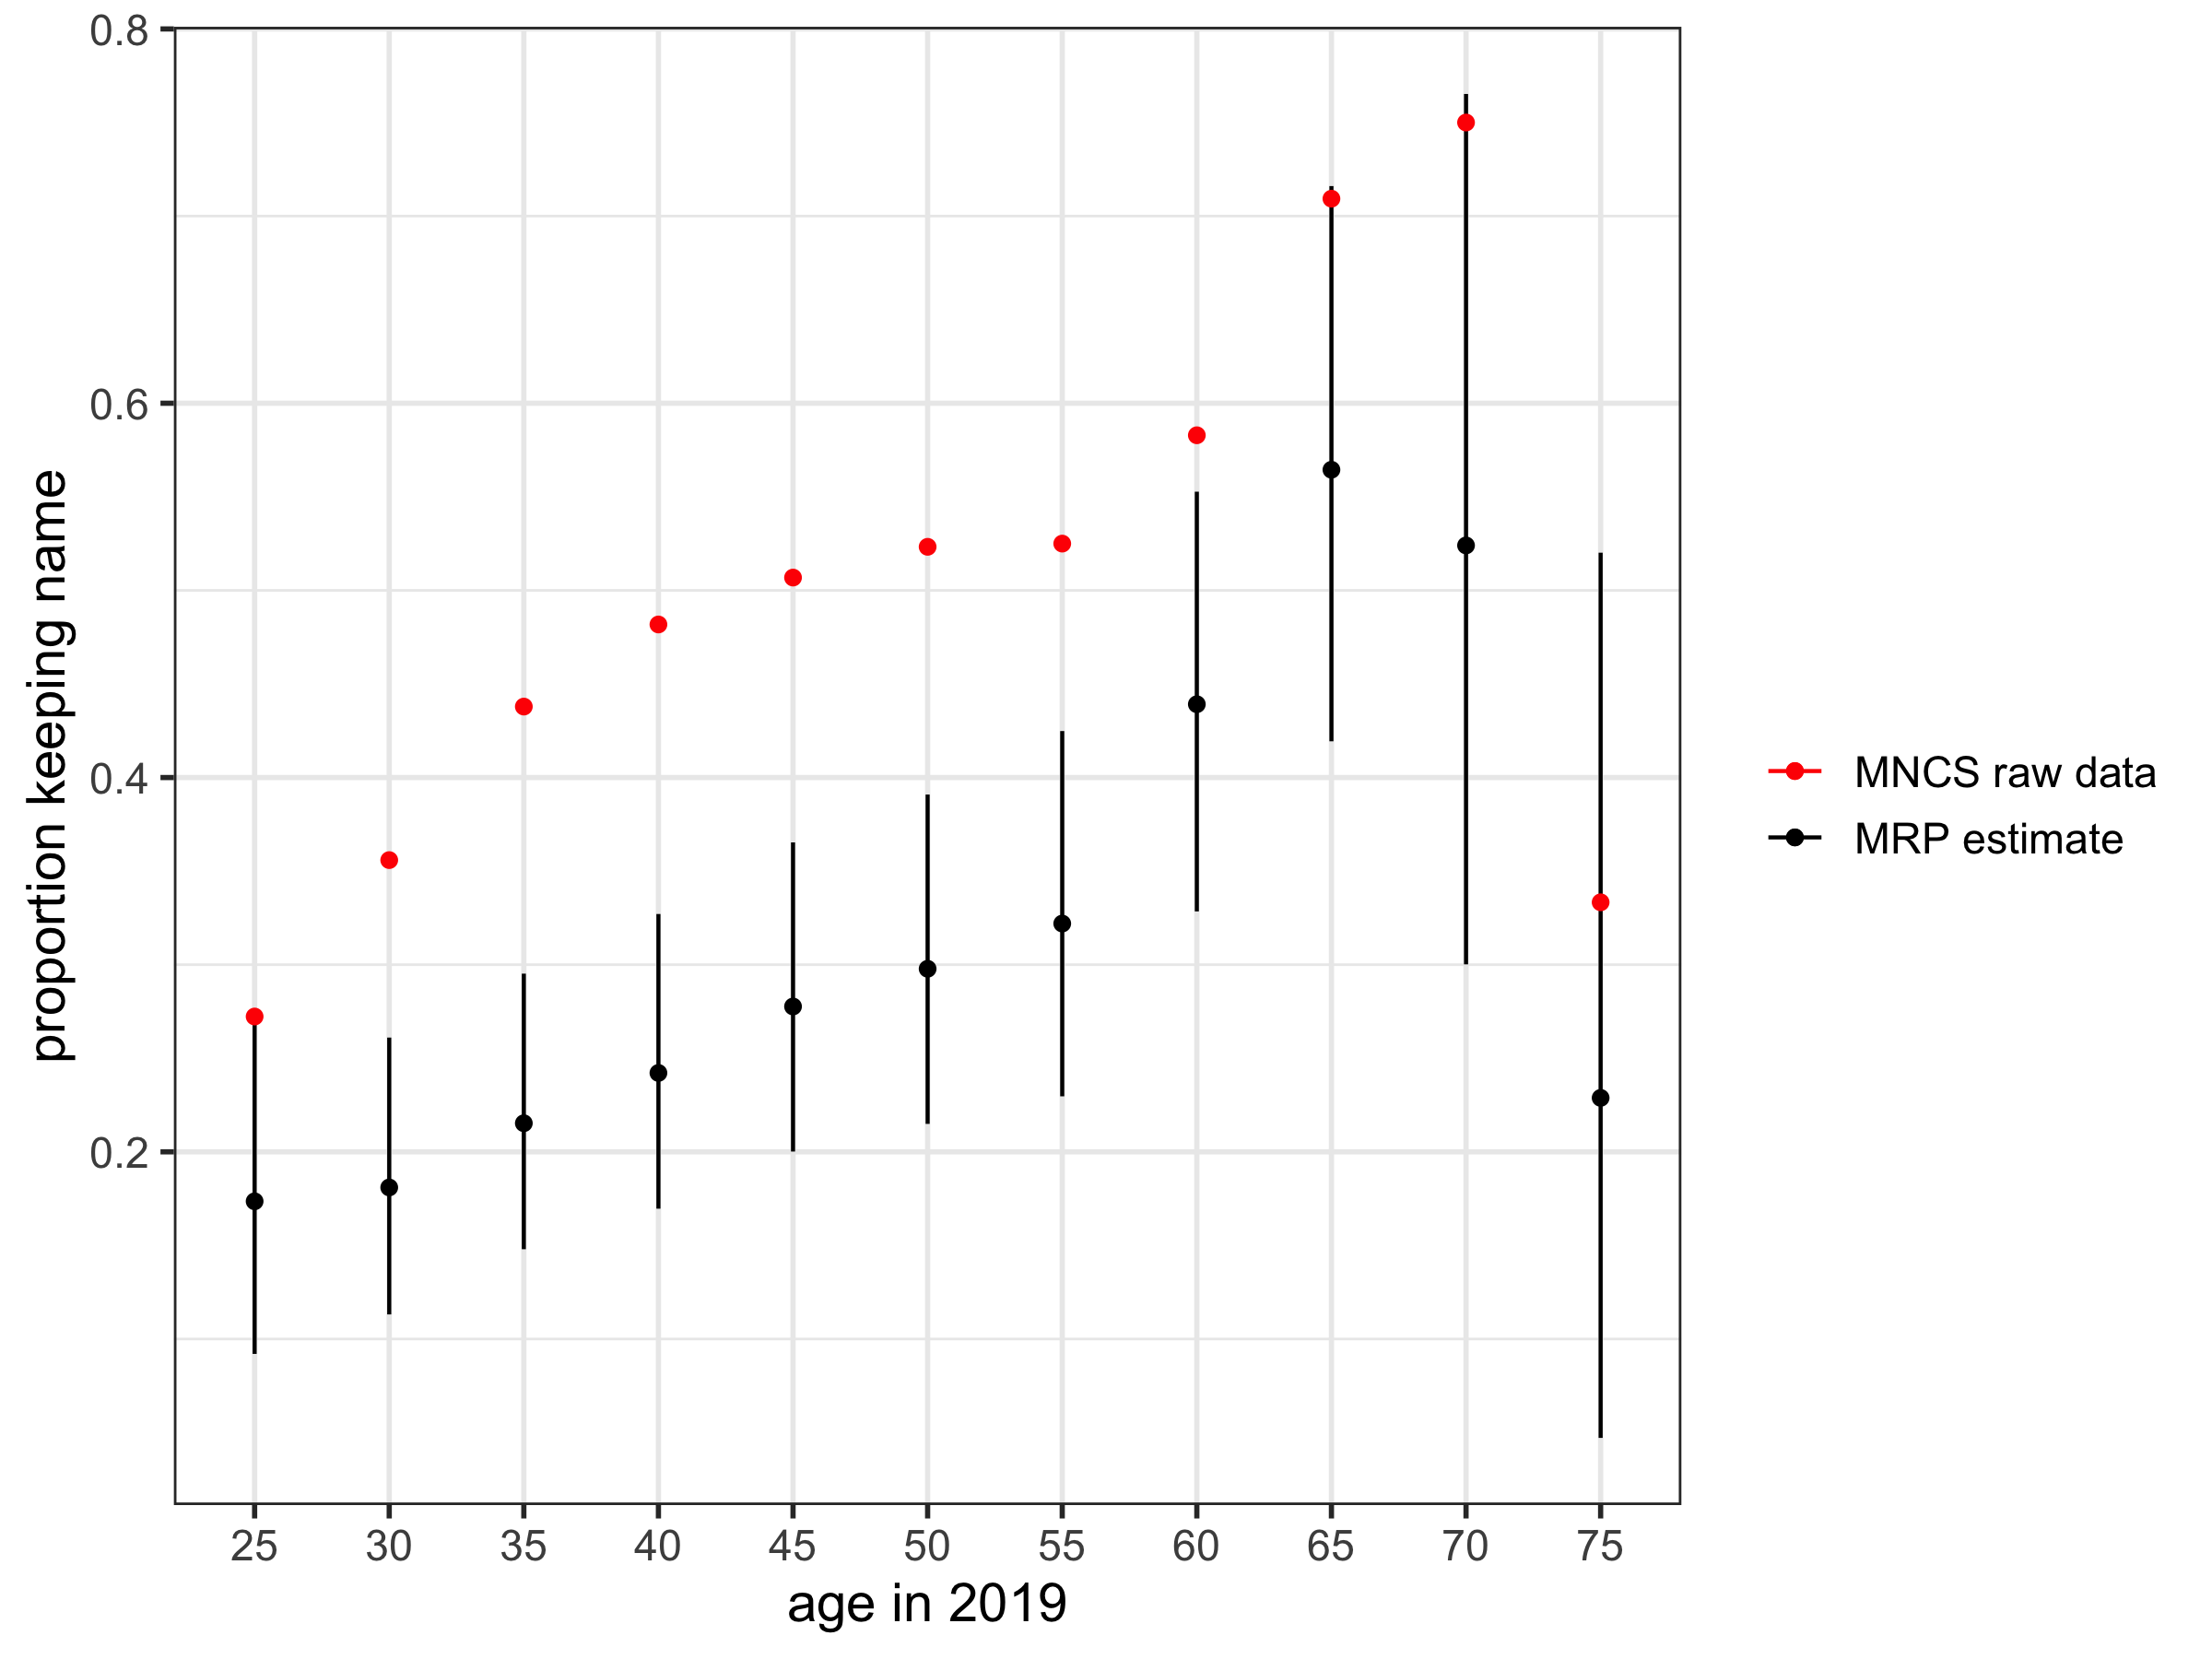 0.8
0.6
0.4
0.2
proportion keeping name
25 30 35 40 45 50 55 60 65 70 75
age in 2019
MNCS raw data
MRP estimate